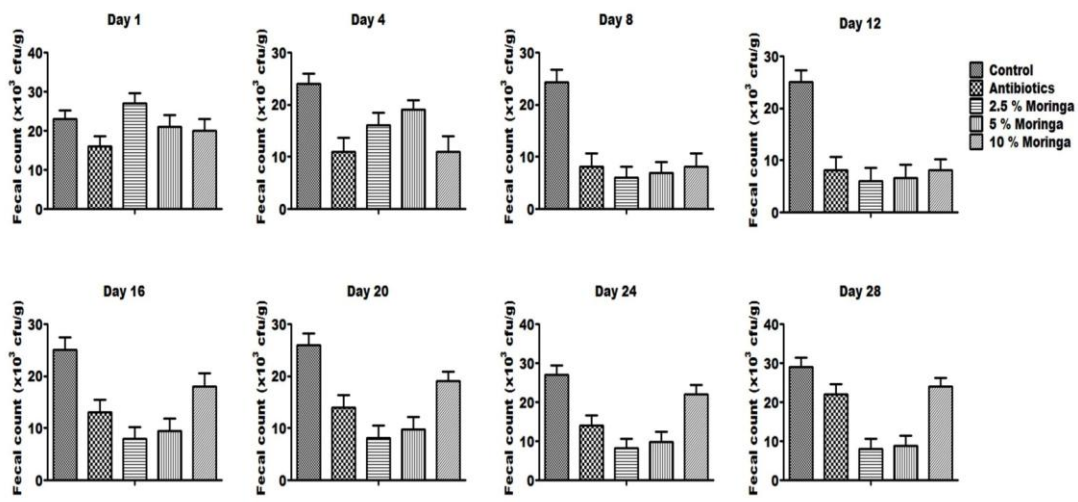 Day 1
Fecal count (x10³ cfu/g)
40
30
20
10
0
Day 4
Fecal count (x10³ cfu/g)
30
20
10
0
Day 8
Fecal count (x10³ cfu/g)
30
20
10
0
Day 12
Fecal count (x10³ cfu/g)
30
20
10
0
Control
Antibiotics
2.5 % Moringa
5 % Moringa
10 % Moringa
Day 16
Fecal count (x10³ cfu/g)
30
20
10
0
Day 20
Fecal count (x10³ cfu/g)
30
20
10
0
Day 24
Fecal count (x10³ cfu/g)
40
30
20
10
0
Day 28
Fecal count (x10³ cfu/g)
40
30
20
10
0